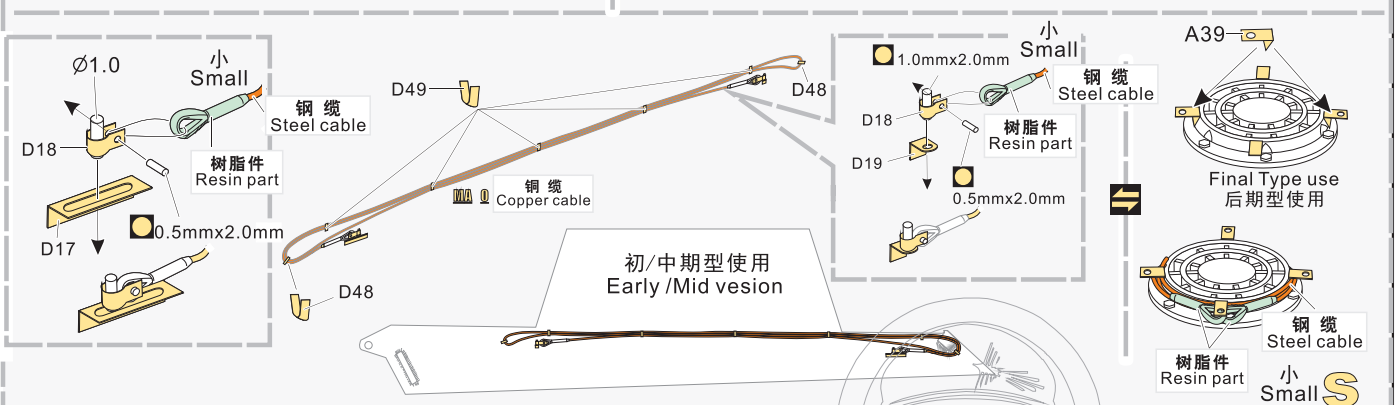 Ø1.0
小
Small
钢 缆
Steel cable
D18
树脂件
Resin part
D17
0.5mmx2.0mm
D49
D48
MA 0
铜 缆
Copper cable
D48
初/中期型使用
Early /Mid vesion
小
Small
1.0mmx2.0mm
钢 缆
Steel cable
D18
树脂件
Resin part
D19
0.5mmx2.0mm
A39
Final Type use
后期型使用
钢 缆
Steel cable
树脂件
Resin part
小
Small S